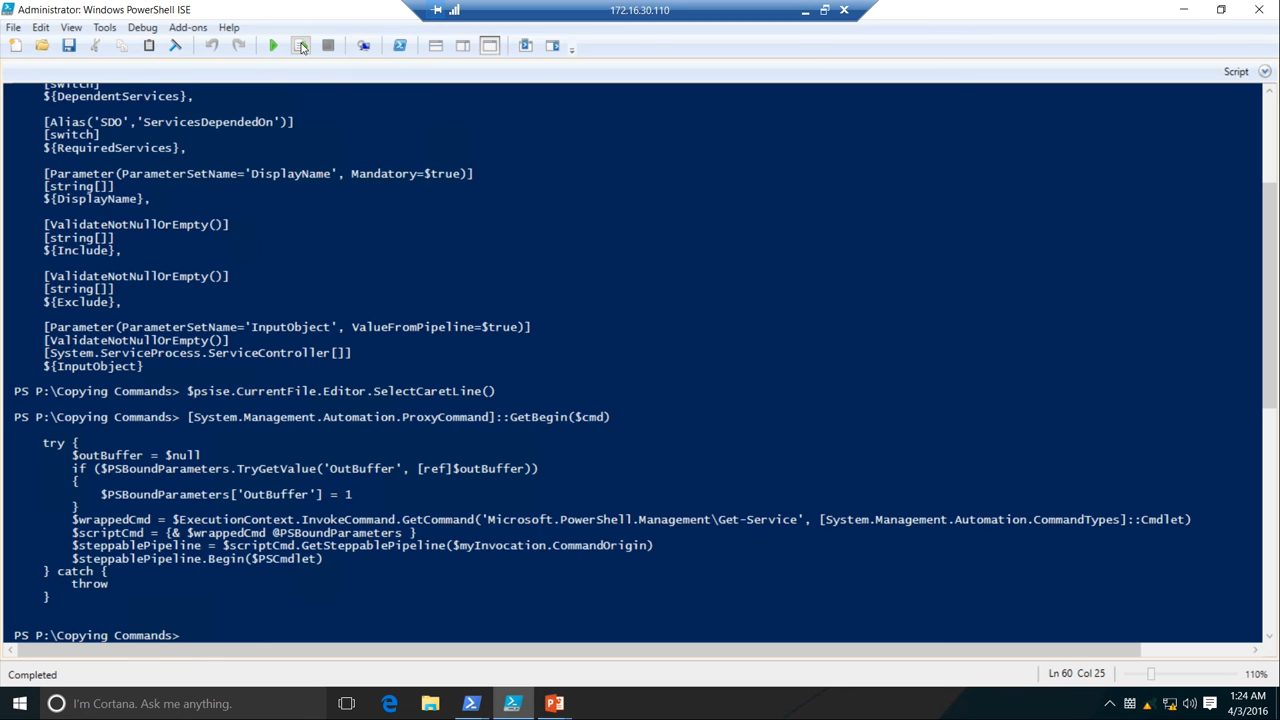 Administrator: Windows PowerShell ISE
172.16.30.110
File Edit View Tools Debug Add-ons Help
Script
[switch]
${DependentServices},
[Alias('SDO','ServicesDependedOn')]
[switch]
${RequiredServices},
[Parameter(ParameterSetName='DisplayName', Mandatory=$true)]
[string[]]
${DisplayName},
[ValidateNotNullOrEmpty()]
[string[]]
${Include},
[ValidateNotNullOrEmpty()]
[string[]]
${Exclude},
[Parameter(ParameterSetName='InputObject', ValueFromPipeline=$true)]
[ValidateNotNullOrEmpty()]
[System.ServiceProcess.ServiceController[]]
${InputObject}
PS P:\Copying Commands> $psise.CurrentFile.Editor.SelectCaretLine()
PS P:\Copying Commands> [System.Management.Automation.ProxyCommand]::GetBegin($cmd)
try {
$outBuffer = $null
if ($PSBoundParameters.TryGetValue('OutBuffer', [ref]$outBuffer))
{
$PSBoundParameters['OutBuffer'] = 1
}
$wrappedCmd = $ExecutionContext.InvokeCommand.GetCommand('Microsoft.PowerShell.Management\Get-Service', [System.Management.Automation.CommandTypes]::Cmdlet)
$scriptCmd = {& $wrappedCmd @PSBoundParameters }
$steppablePipeline = $scriptCmd.GetSteppablePipeline($myInvocation.CommandOrigin)
$steppablePipeline.Begin($PSCmdlet)
} catch {
throw
}
PS P:\Copying Commands>
Completed
Ln 60 Col 25
110%
I'm Cortana. Ask me anything.
1:24 AM
4/3/2016